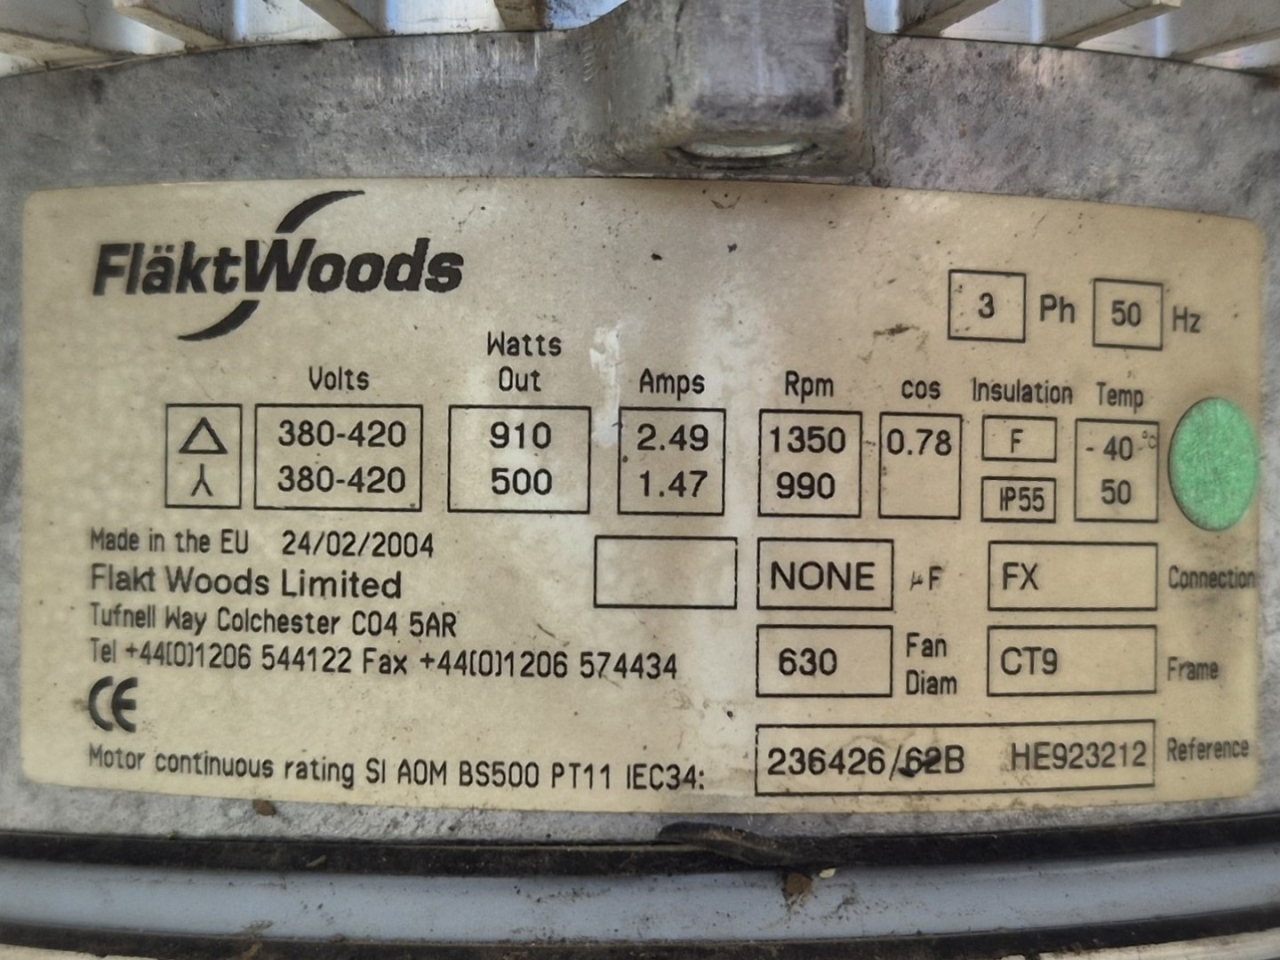 FläktWoods
3 Ph 50 Hz
Watts
Volts Out Amps Rpm cos Insulation Temp
△ 380-420 910 2.49 1350 0.78 F -40 °C
人 380-420 500 1.47 990 IP55 50
Made in the EU 24/02/2004
Flakt Woods Limited
NONE µF FX Connection
Tufnell Way Colchester CO4 5AR
Tel +44(0)1206 544122 Fax +44(0)1206 574434
630 Fan Diam CT9 Frame
CE
Motor continuous rating SI AOM BS500 PT11 IEC34:
236426/62B HE923212 Reference